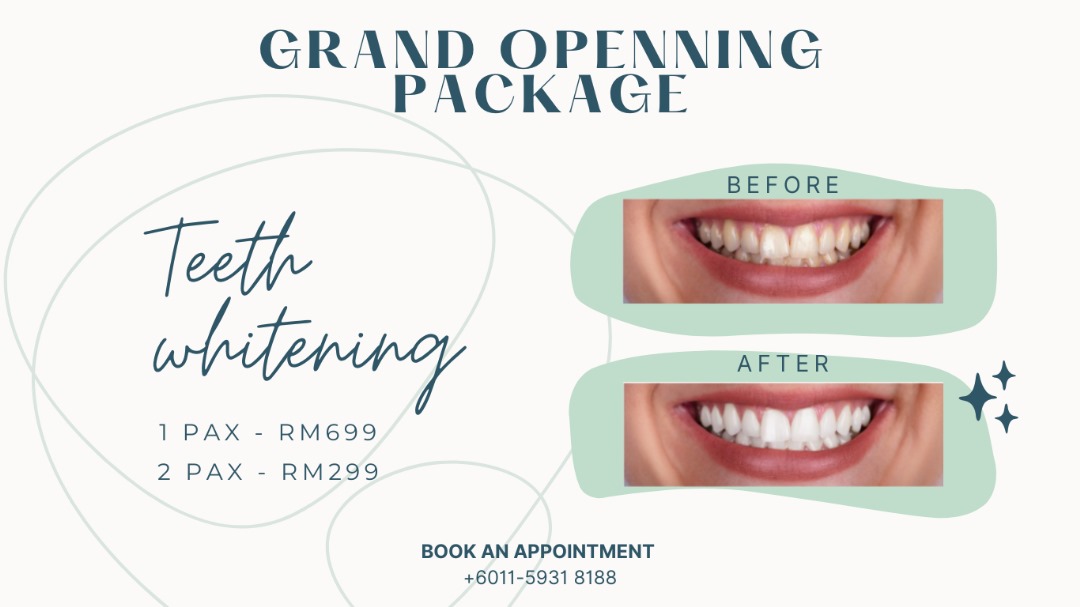 GRAND OPENNING
PACKAGE
Teeth
whitening
1 PAX - RM699
2 PAX - RM299
BEFORE
AFTER
BOOK AN APPOINTMENT
+6011-5931 8188